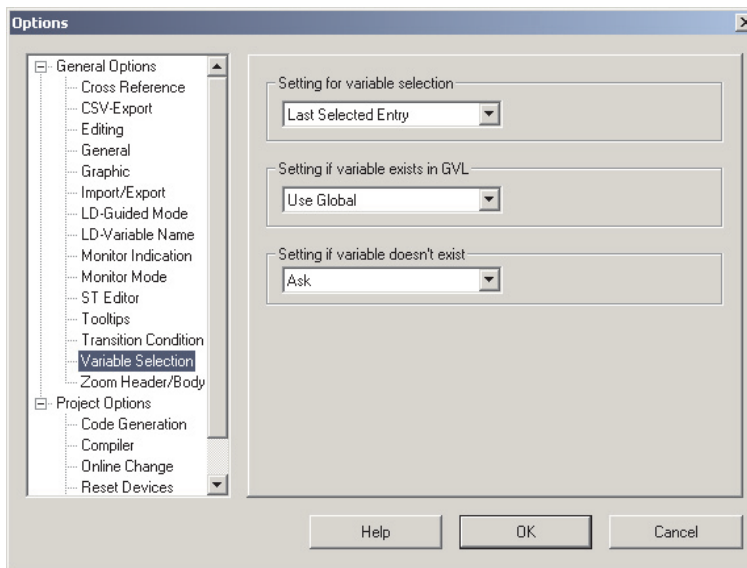 Options
General Options
Cross Reference
CSV-Export
Editing
General
Graphic
Import/Export
LD-Guided Mode
LD-Variable Name
Monitor Indication
Monitor Mode
ST Editor
Tooltips
Transition Condition
Variable Selection
Zoom Header/Body
Project Options
Code Generation
Compiler
Online Change
Reset Devices
Setting for variable selection
Last Selected Entry
Setting if variable exists in GVL
Use Global
Setting if variable doesn't exist
Ask
Help
OK
Cancel